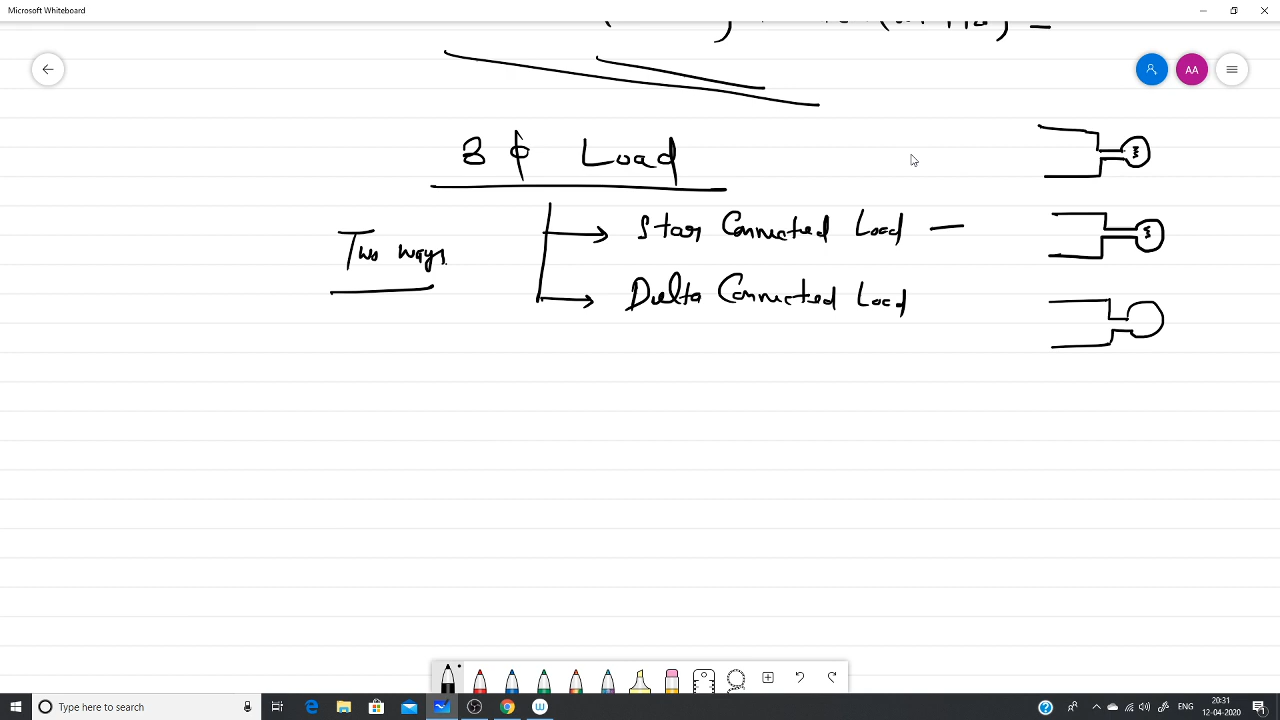 Microsoft Whiteboard
AA
3 ϕ Load
Two ways
Star Connected Load —
Delta Connected Load
Type here to search
ENG
20:31
12-04-2020